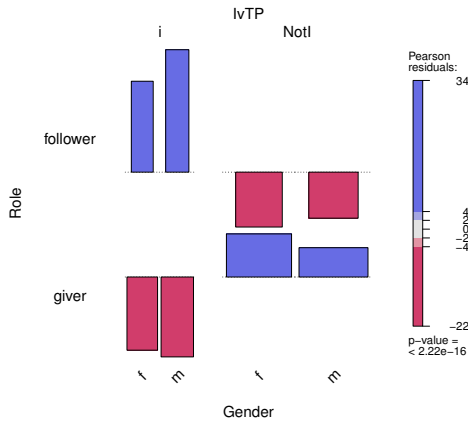 IvTP
i NotI
Pearson
residuals:
34
4
2
0
−2
−4
−22
p−value =
< 2.22e−16
Role
follower
giver
f m f m
Gender